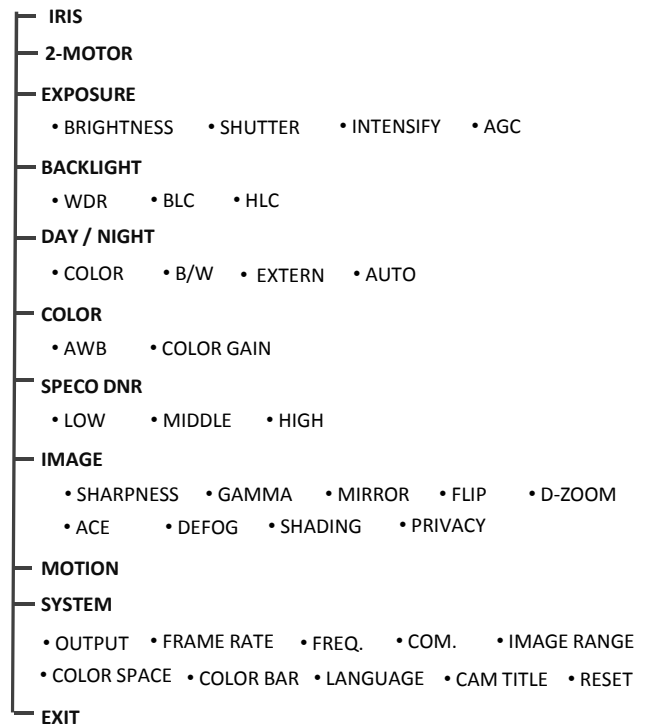 IRIS
2-MOTOR
EXPOSURE
• BRIGHTNESS • SHUTTER • INTENSIFY • AGC
BACKLIGHT
• WDR • BLC • HLC
DAY / NIGHT
• COLOR • B/W • EXTERN • AUTO
COLOR
• AWB • COLOR GAIN
SPECO DNR
• LOW • MIDDLE • HIGH
IMAGE
• SHARPNESS • GAMMA • MIRROR • FLIP • D-ZOOM
• ACE • DEFOG • SHADING • PRIVACY
MOTION
SYSTEM
• OUTPUT • FRAME RATE • FREQ. • COM. • IMAGE RANGE
• COLOR SPACE • COLOR BAR • LANGUAGE • CAM TITLE • RESET
EXIT